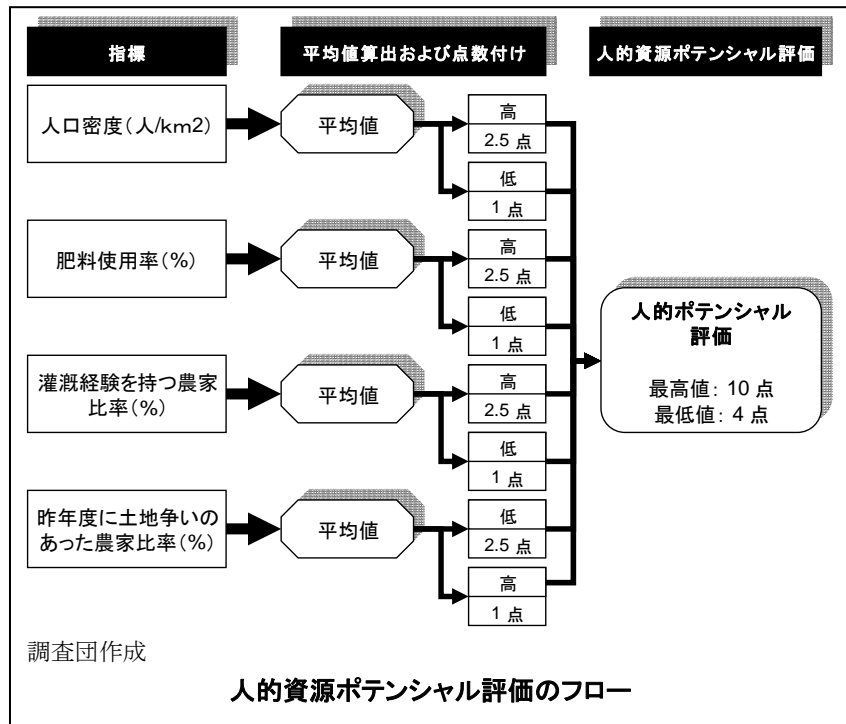 指標
平均値算出および点数付け
人的資源ポテンシャル評価
人口密度(人/km2)
平均値
高
2.5 点
低
1 点
肥料使用率(%)
平均値
高
2.5 点
低
1 点
灌漑経験を持つ農家
比率(%)
平均値
高
2.5 点
低
1 点
昨年度に土地争いの
あった農家比率(%)
平均値
低
2.5 点
高
1 点
人的ポテンシャル
評価
最高値: 10 点
最低値: 4 点
調査団作成
人的資源ポテンシャル評価のフロー